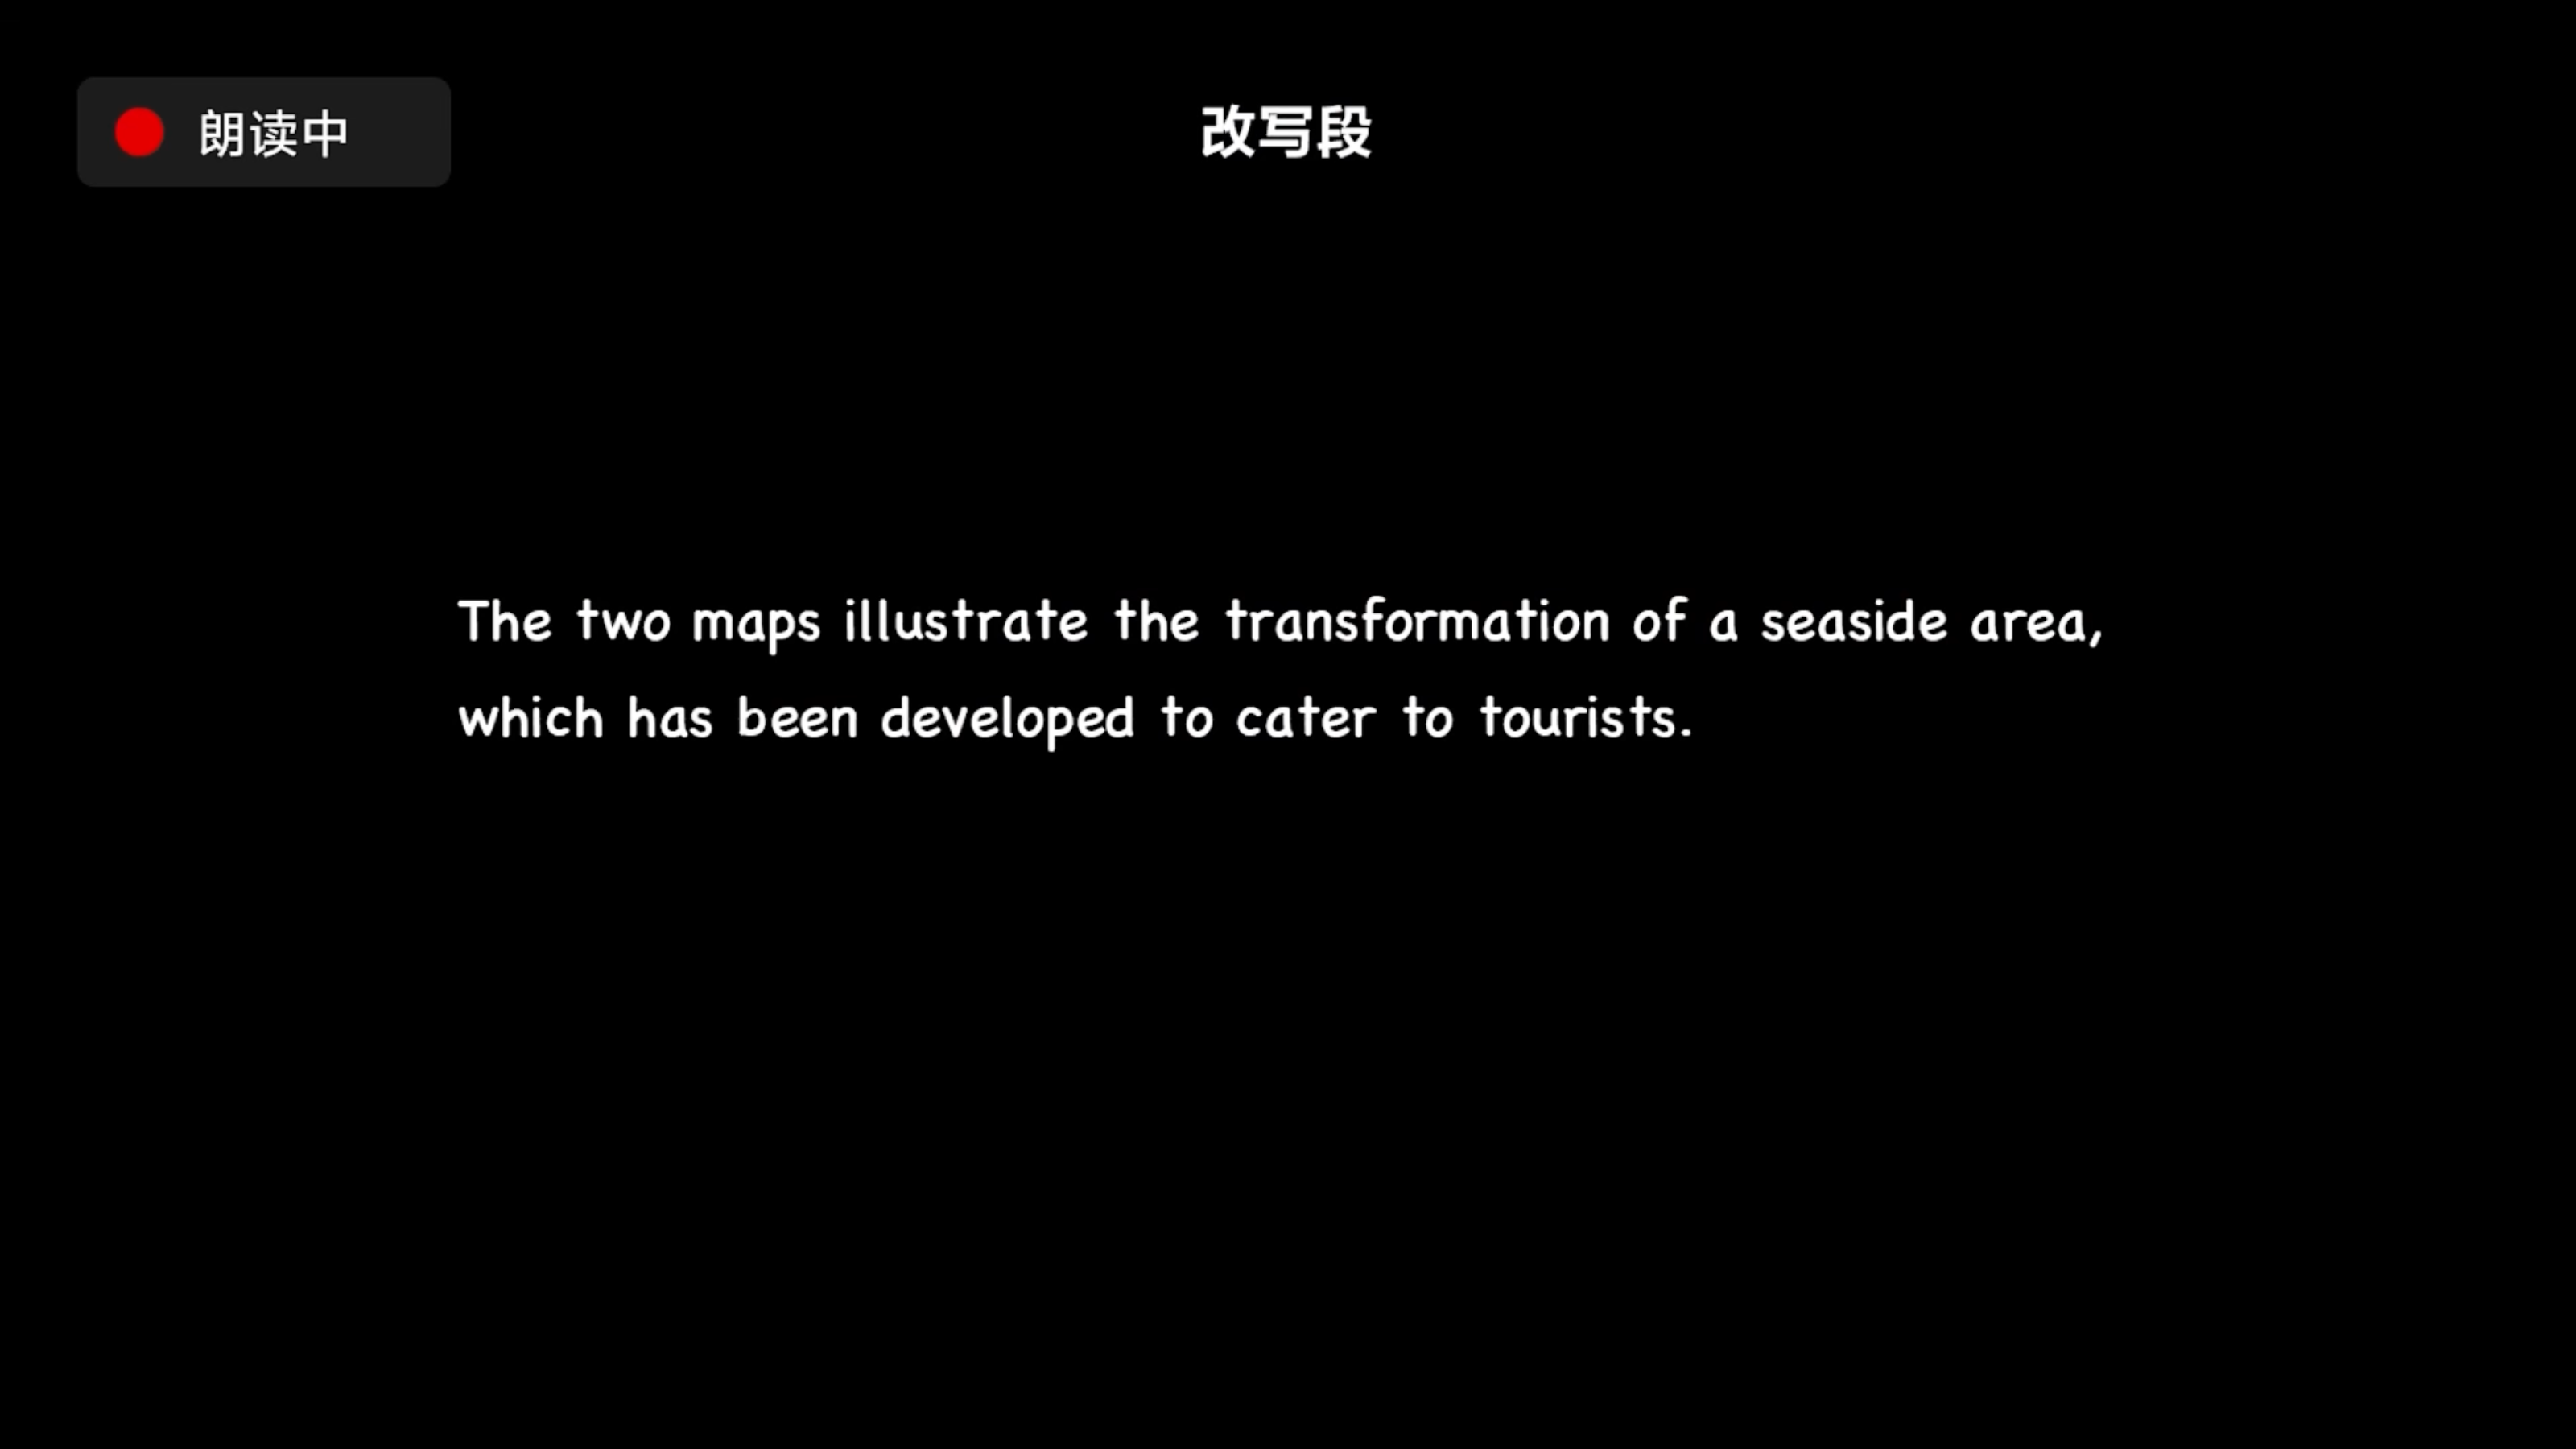 朗读中
改写段
The two maps illustrate the transformation of a seaside area,
which has been developed to cater to tourists.